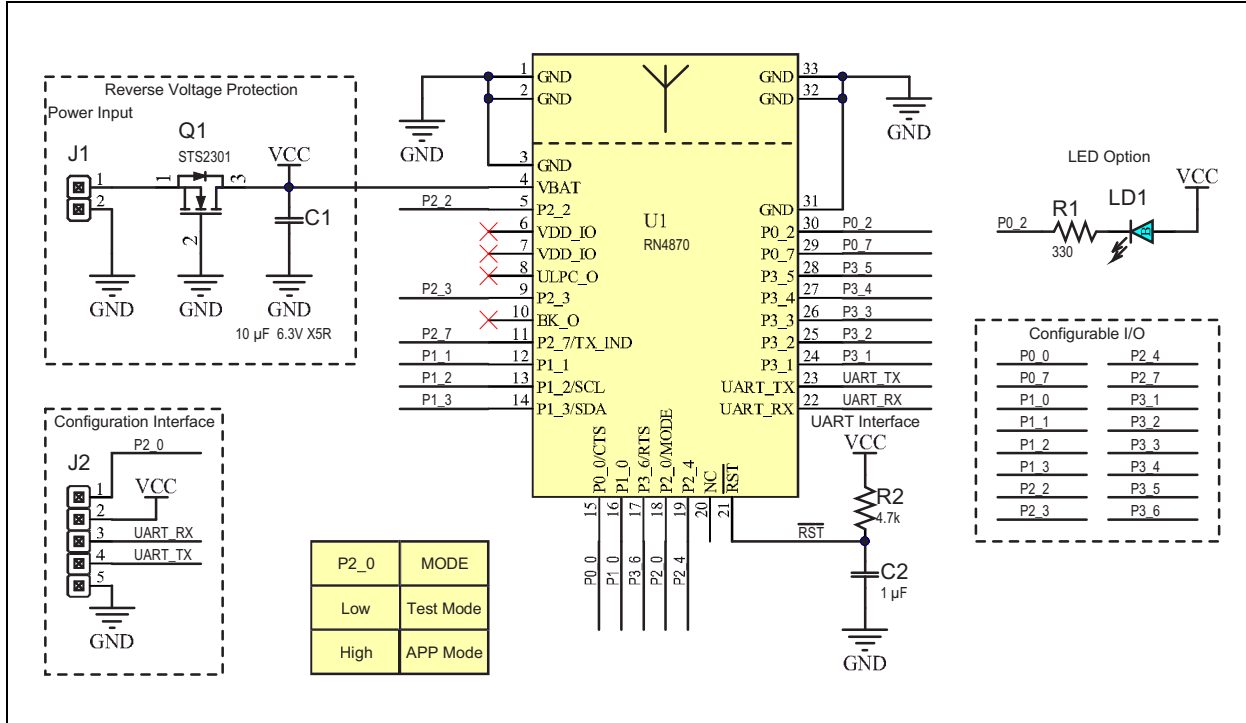 Reverse Voltage Protection
Power Input
J1
1
2
Q1
STS2301
1
3
2
VCC
C1
10 µF 6.3V X5R
GND
GND
GND
GND
1 GND
2 GND
3 GND
4 VBAT
P2_2 5 P2_2
6 VDD_IO
7 VDD_IO
8 ULPC_O
P2_3 9 P2_3
10 BK_O
P2_7 11 P2_7/TX_IND
P1_1 12 P1_1
P1_2 13 P1_2/SCL
P1_3 14 P1_3/SDA
U1
RN4870
GND 33
GND 32
GND
GND 31
P0_2 30 P0_2
P0_7 29 P0_7
P3_5 28 P3_5
P3_4 27 P3_4
P3_3 26 P3_3
P3_2 25 P3_2
P3_1 24 P3_1
UART_TX 23 UART_TX
UART_RX 22 UART_RX
UART Interface
P0_0/CTS 15 P0_0
P1_0 16 P1_0
P3_6/RTS 17 P3_6
P2_0/MODE 18 P2_0
P2_4 19 P2_4
NC 20
RST 21
RST
VCC
R2
4.7k
C2
1 µF
GND
LED Option
P0_2
R1
330
LD1
B
VCC
Configurable I/O
P0_0 P2_4
P0_7 P2_7
P1_0 P3_1
P1_1 P3_2
P1_2 P3_3
P1_3 P3_4
P2_2 P3_5
P2_3 P3_6
Configuration Interface
P2_0
J2
1
VCC
2
3 UART_RX
4 UART_TX
5
GND
P2_0 MODE
Low Test Mode
High APP Mode